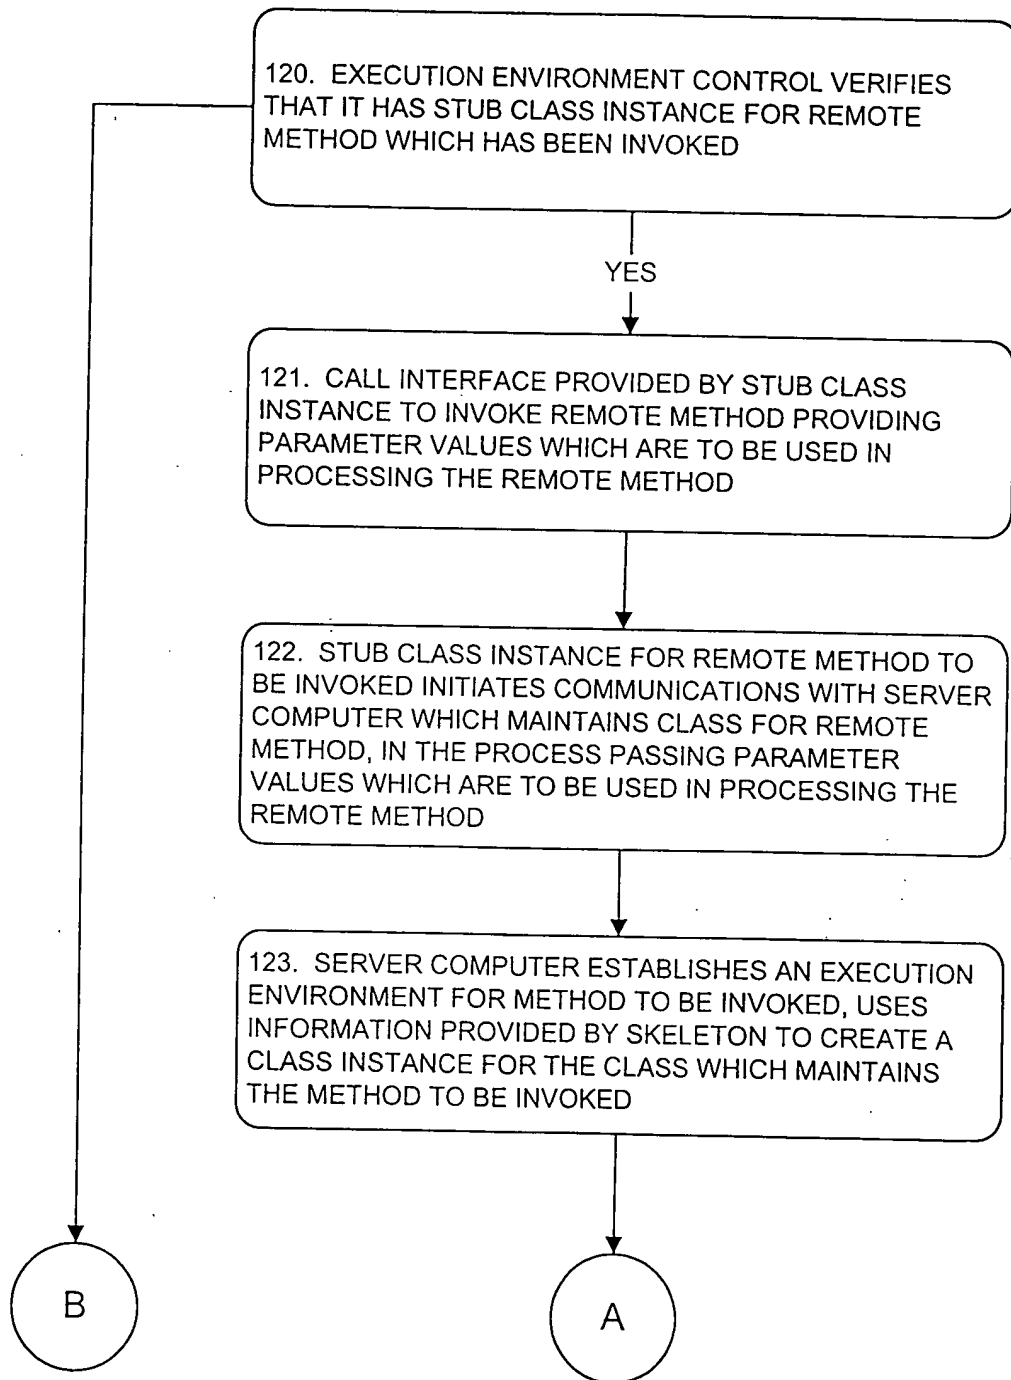 120. EXECUTION ENVIRONMENT CONTROL VERIFIES
THAT IT HAS STUB CLASS INSTANCE FOR REMOTE
METHOD WHICH HAS BEEN INVOKED
YES
121. CALL INTERFACE PROVIDED BY STUB CLASS
INSTANCE TO INVOKE REMOTE METHOD PROVIDING
PARAMETER VALUES WHICH ARE TO BE USED IN
PROCESSING THE REMOTE METHOD
122. STUB CLASS INSTANCE FOR REMOTE METHOD TO
BE INVOKED INITIATES COMMUNICATIONS WITH SERVER
COMPUTER WHICH MAINTAINS CLASS FOR REMOTE
METHOD, IN THE PROCESS PASSING PARAMETER
VALUES WHICH ARE TO BE USED IN PROCESSING THE
REMOTE METHOD
123. SERVER COMPUTER ESTABLISHES AN EXECUTION
ENVIRONMENT FOR METHOD TO BE INVOKED, USES
INFORMATION PROVIDED BY SKELETON TO CREATE A
CLASS INSTANCE FOR THE CLASS WHICH MAINTAINS
THE METHOD TO BE INVOKED
B
A